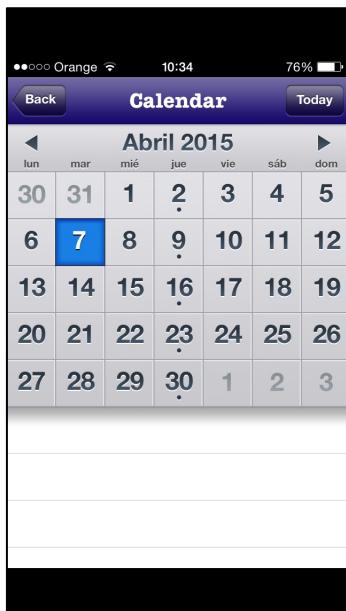 Orange 10:34 76%
Back Calendar Today
Abril 2015
lun mar mié jue vie sáb dom
30 31 1 2 3 4 5
6 7 8 9 10 11 12
13 14 15 16 17 18 19
20 21 22 23 24 25 26
27 28 29 30 1 2 3